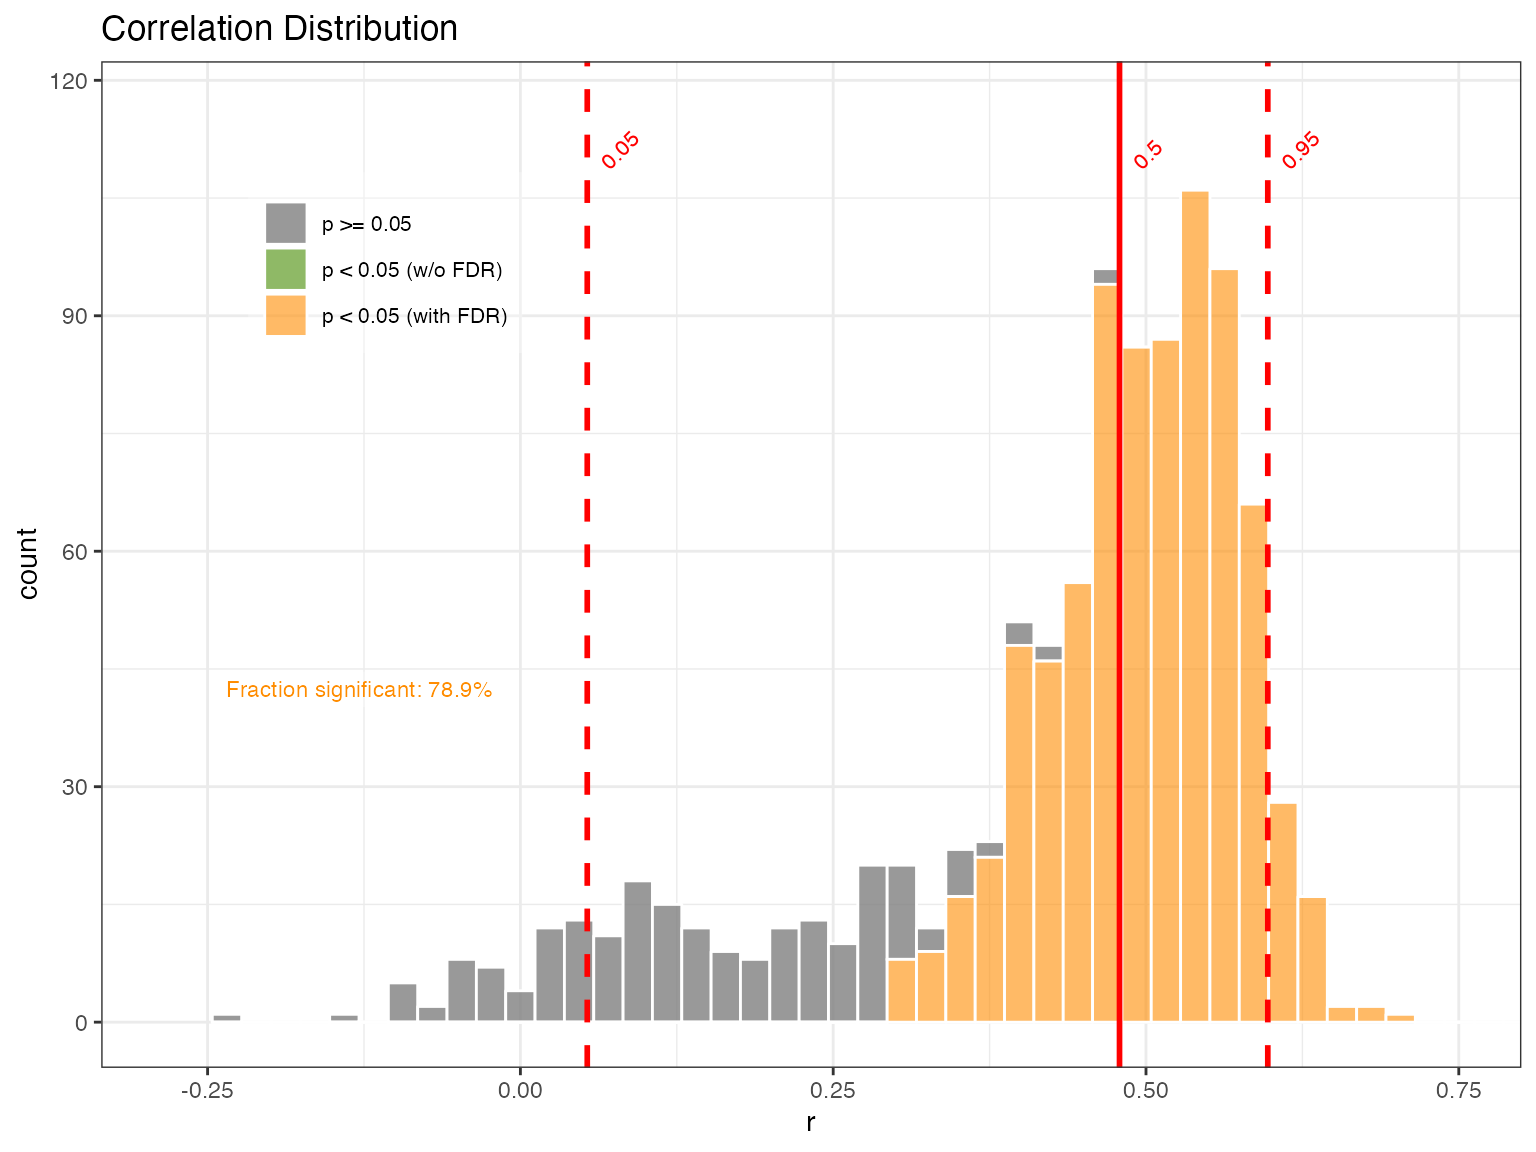 Correlation Distribution
120
90
60
30
0
count
0.05
0.5
0.95
p >= 0.05
p < 0.05 (w/o FDR)
p < 0.05 (with FDR)
Fraction significant: 78.9%
-0.25
0.00
0.25
0.50
0.75
r